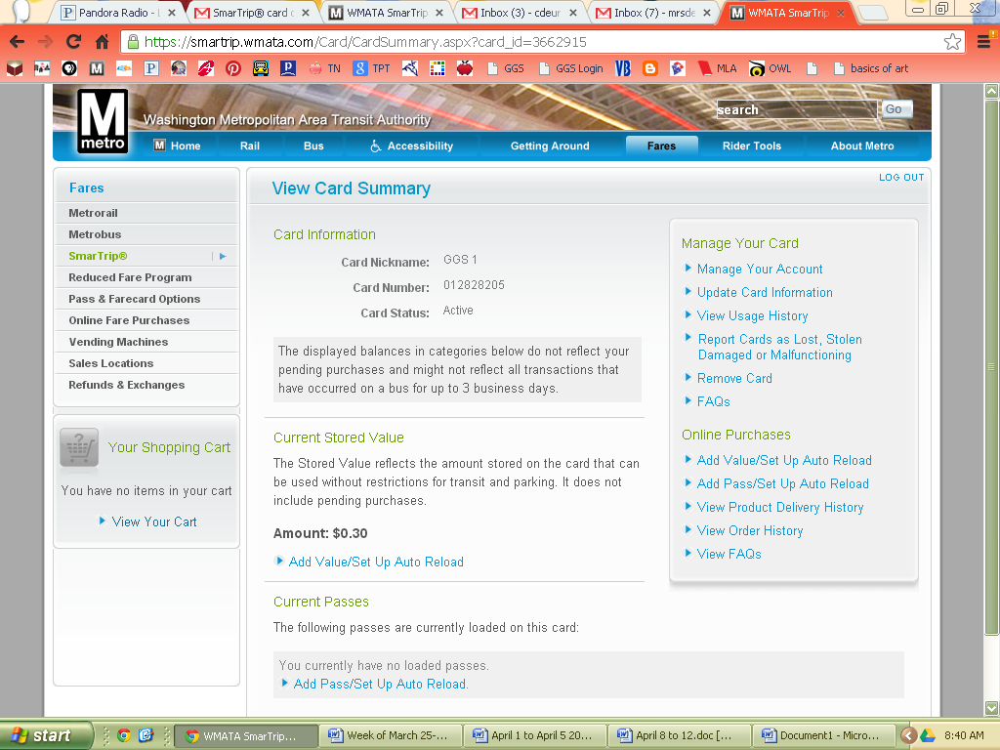 Pandora Radio - L
SmarTrip® card c
WMATA SmarTrip
Inbox (3) - cdeur
Inbox (7) - mrsde
WMATA SmarTrip
https://smartrip.wmata.com/Card/CardSummary.aspx?card_id=3662915
TN
TPT
GGS
GGS Login
MLA
OWL
basics of art
M
metro
Washington Metropolitan Area Transit Authority
search
Go
Home
Rail
Bus
Accessibility
Getting Around
Fares
Rider Tools
About Metro
Fares
Metrorail
Metrobus
SmarTrip®
Reduced Fare Program
Pass & Farecard Options
Online Fare Purchases
Vending Machines
Sales Locations
Refunds & Exchanges
Your Shopping Cart
You have no items in your cart
View Your Cart
LOG OUT
View Card Summary
Card Information
Card Nickname: GGS 1
Card Number: 012828205
Card Status: Active
The displayed balances in categories below do not reflect your
pending purchases and might not reflect all transactions that
have occurred on a bus for up to 3 business days.
Current Stored Value
The Stored Value reflects the amount stored on the card that can
be used without restrictions for transit and parking. It does not
include pending purchases.
Amount: $0.30
Add Value/Set Up Auto Reload
Current Passes
The following passes are currently loaded on this card:
You currently have no loaded passes.
Add Pass/Set Up Auto Reload.
Manage Your Card
Manage Your Account
Update Card Information
View Usage History
Report Cards as Lost, Stolen
Damaged or Malfunctioning
Remove Card
FAQs
Online Purchases
Add Value/Set Up Auto Reload
Add Pass/Set Up Auto Reload
View Product Delivery History
View Order History
View FAQs
start
WMATA SmarTrip...
Week of March 25-...
April 1 to April 5 20...
April 8 to 12.doc [...
Document1 - Micro...
8:40 AM